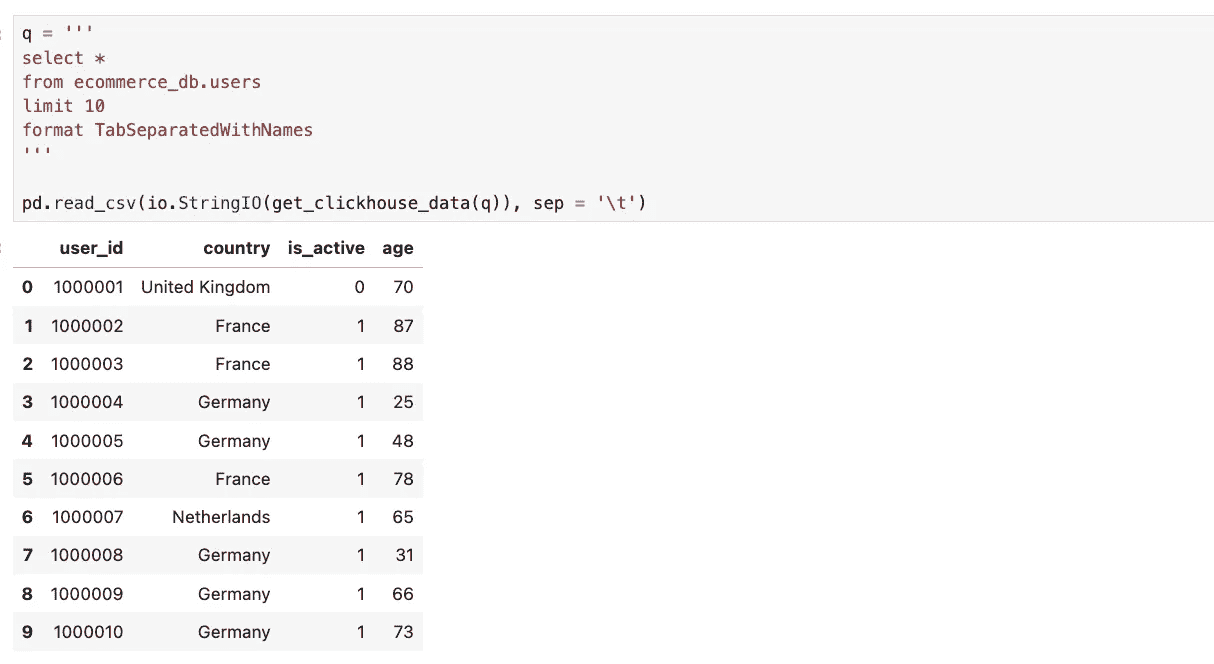 q = '''
select *
from ecommerce_db.users
limit 10
format TabSeparatedWithNames
'''
pd.read_csv(io.StringIO(get_clickhouse_data(q)), sep = '\t')
user_id country is_active age
0 1000001 United Kingdom 0 70
1 1000002 France 1 87
2 1000003 France 1 88
3 1000004 Germany 1 25
4 1000005 Germany 1 48
5 1000006 France 1 78
6 1000007 Netherlands 1 65
7 1000008 Germany 1 31
8 1000009 Germany 1 66
9 1000010 Germany 1 73